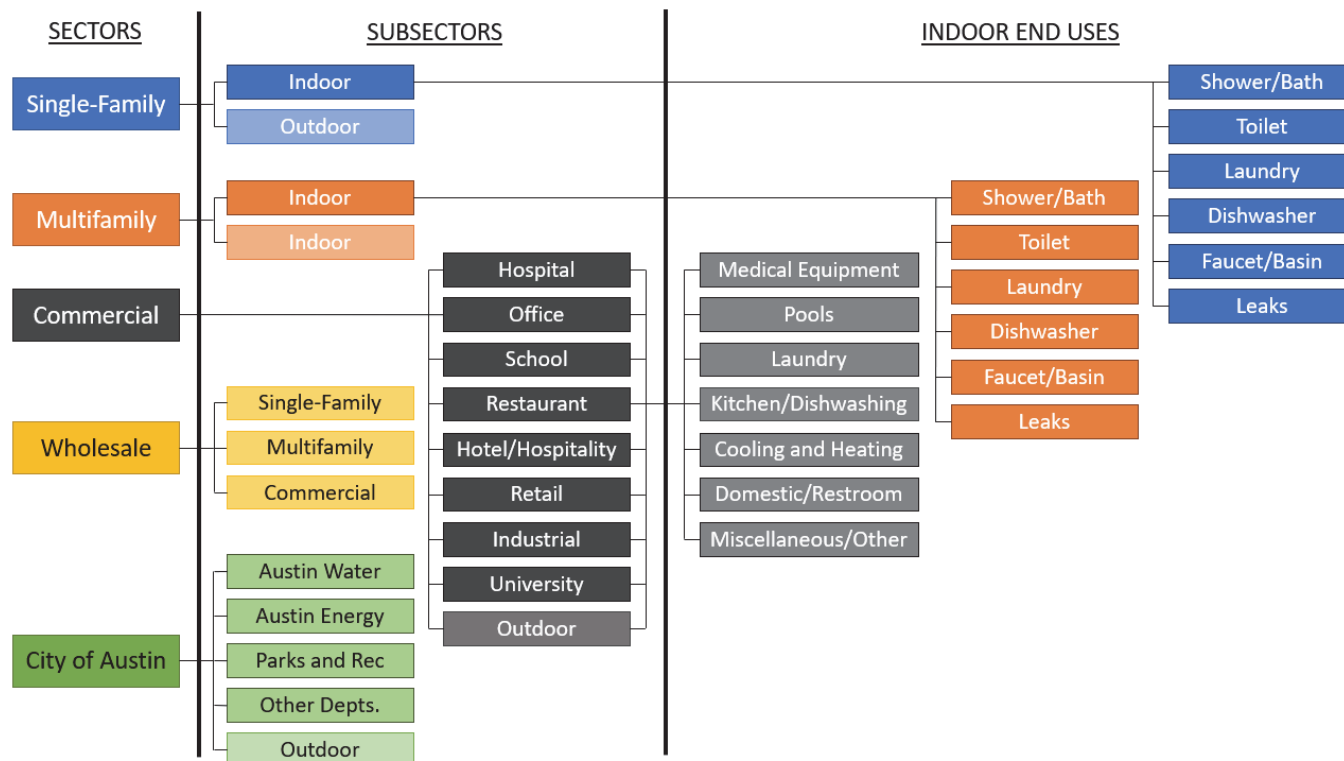 SECTORS
SUBSECTORS
INDOOR END USES
Single-Family
Indoor
Outdoor
Shower/Bath
Toilet
Laundry
Dishwasher
Faucet/Basin
Leaks
Multifamily
Indoor
Indoor
Shower/Bath
Toilet
Laundry
Dishwasher
Faucet/Basin
Leaks
Commercial
Hospital
Office
School
Restaurant
Hotel/Hospitality
Retail
Industrial
University
Outdoor
Medical Equipment
Pools
Laundry
Kitchen/Dishwashing
Cooling and Heating
Domestic/Restroom
Miscellaneous/Other
Wholesale
Single-Family
Multifamily
Commercial
City of Austin
Austin Water
Austin Energy
Parks and Rec
Other Depts.
Outdoor